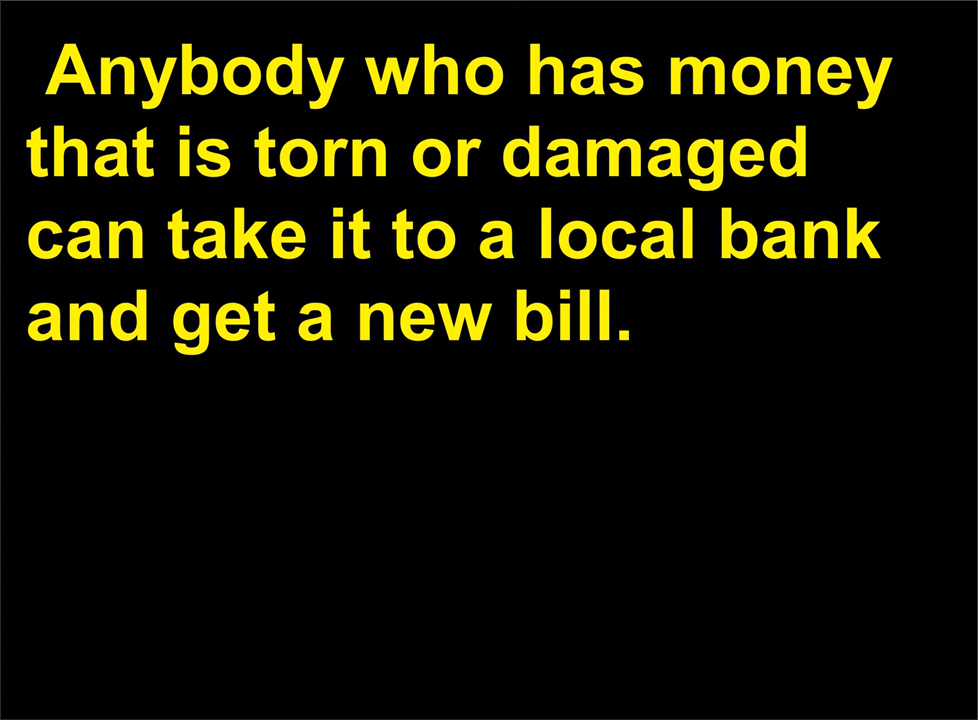 Anybody who has money
that is torn or damaged
can take it to a local bank
and get a new bill.